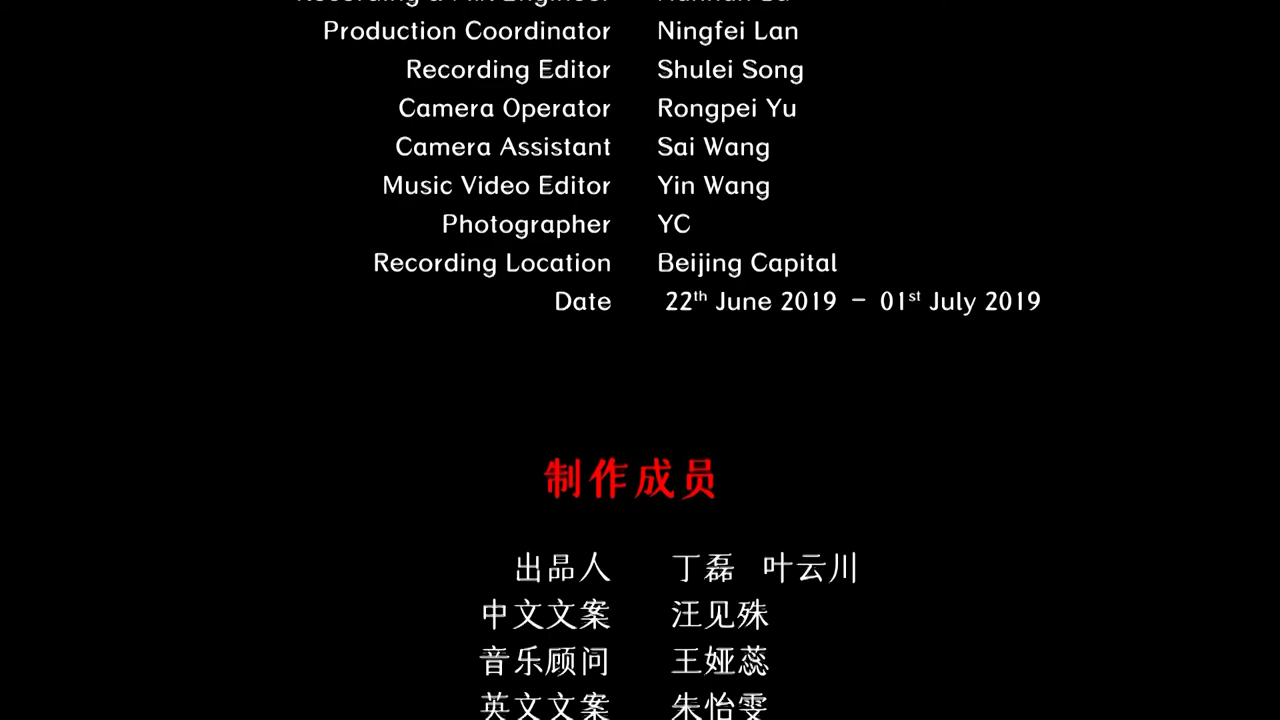 Production Coordinator Ningfei Lan
Recording Editor Shulei Song
Camera Operator Rongpei Yu
Camera Assistant Sai Wang
Music Video Editor Yin Wang
Photographer YC
Recording Location Beijing Capital
Date 22th June 2019 – 01st July 2019
制作成员
出品人 丁磊 叶云川
中文文案 汪见殊
音乐顾问 王娅蕊
英文文案 朱怡雯